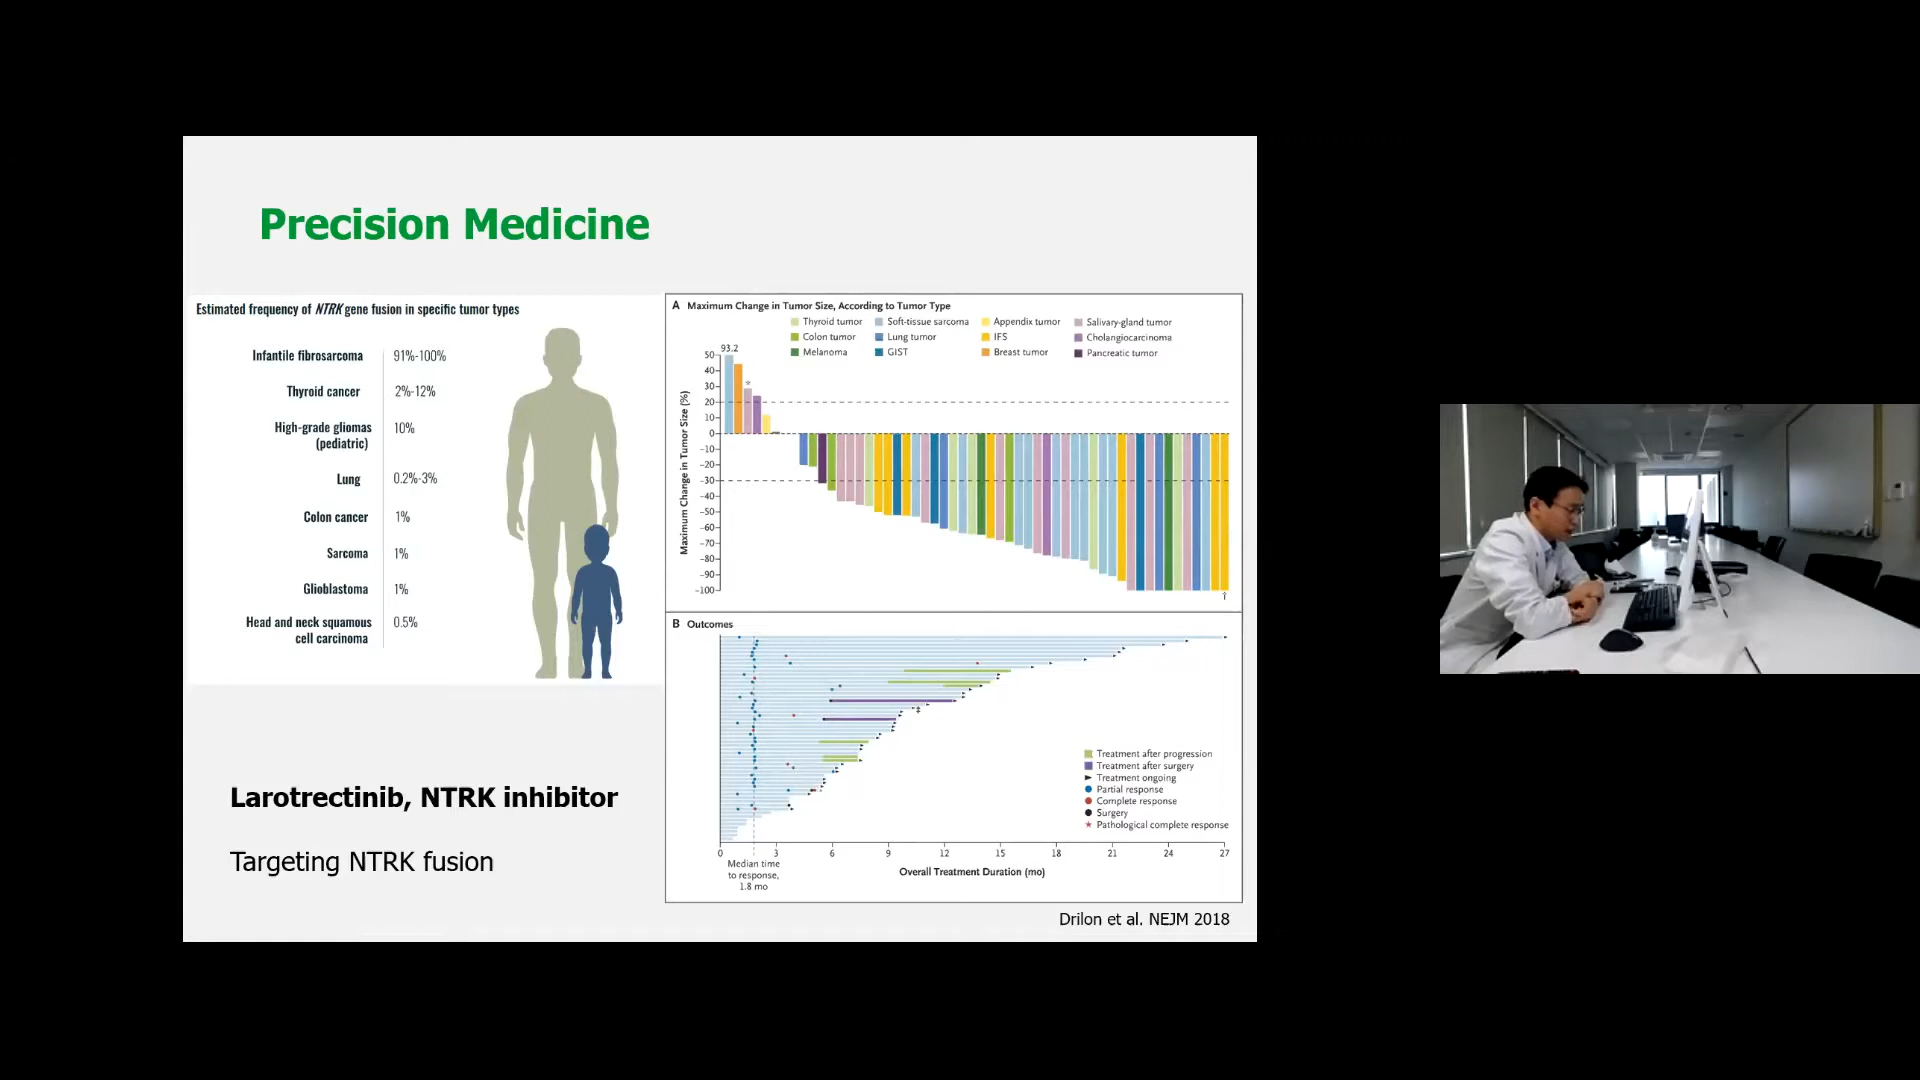 Precision Medicine
Estimated frequency of NTRK gene fusion in specific tumor types
Infantile fibrosarcoma 91%-100%
Thyroid cancer 2%-12%
High-grade gliomas
(pediatric) 10%
Lung 0.2%-3%
Colon cancer 1%
Sarcoma 1%
Glioblastoma 1%
Head and neck squamous
cell carcinoma 0.5%
Larotrectinib, NTRK inhibitor
Targeting NTRK fusion
A Maximum Change in Tumor Size, According to Tumor Type
Thyroid tumor Soft-tissue sarcoma Appendix tumor Salivary-gland tumor
Colon tumor Lung tumor IFS Cholangiocarcinoma
Melanoma GIST Breast tumor Pancreatic tumor
93.2
Maximum Change in Tumor Size (%)
50
40
30
20
10
0
−10
−20
−30
−40
−50
−60
−70
−80
−90
−100
*
†
B Outcomes
‡
Treatment after progression
Treatment after surgery
Treatment ongoing
Partial response
Complete response
Surgery
Pathological complete response
0 3 6 9 12 15 18 21 24 27
Median time
to response,
1.8 mo
Overall Treatment Duration (mo)
Drilon et al. NEJM 2018